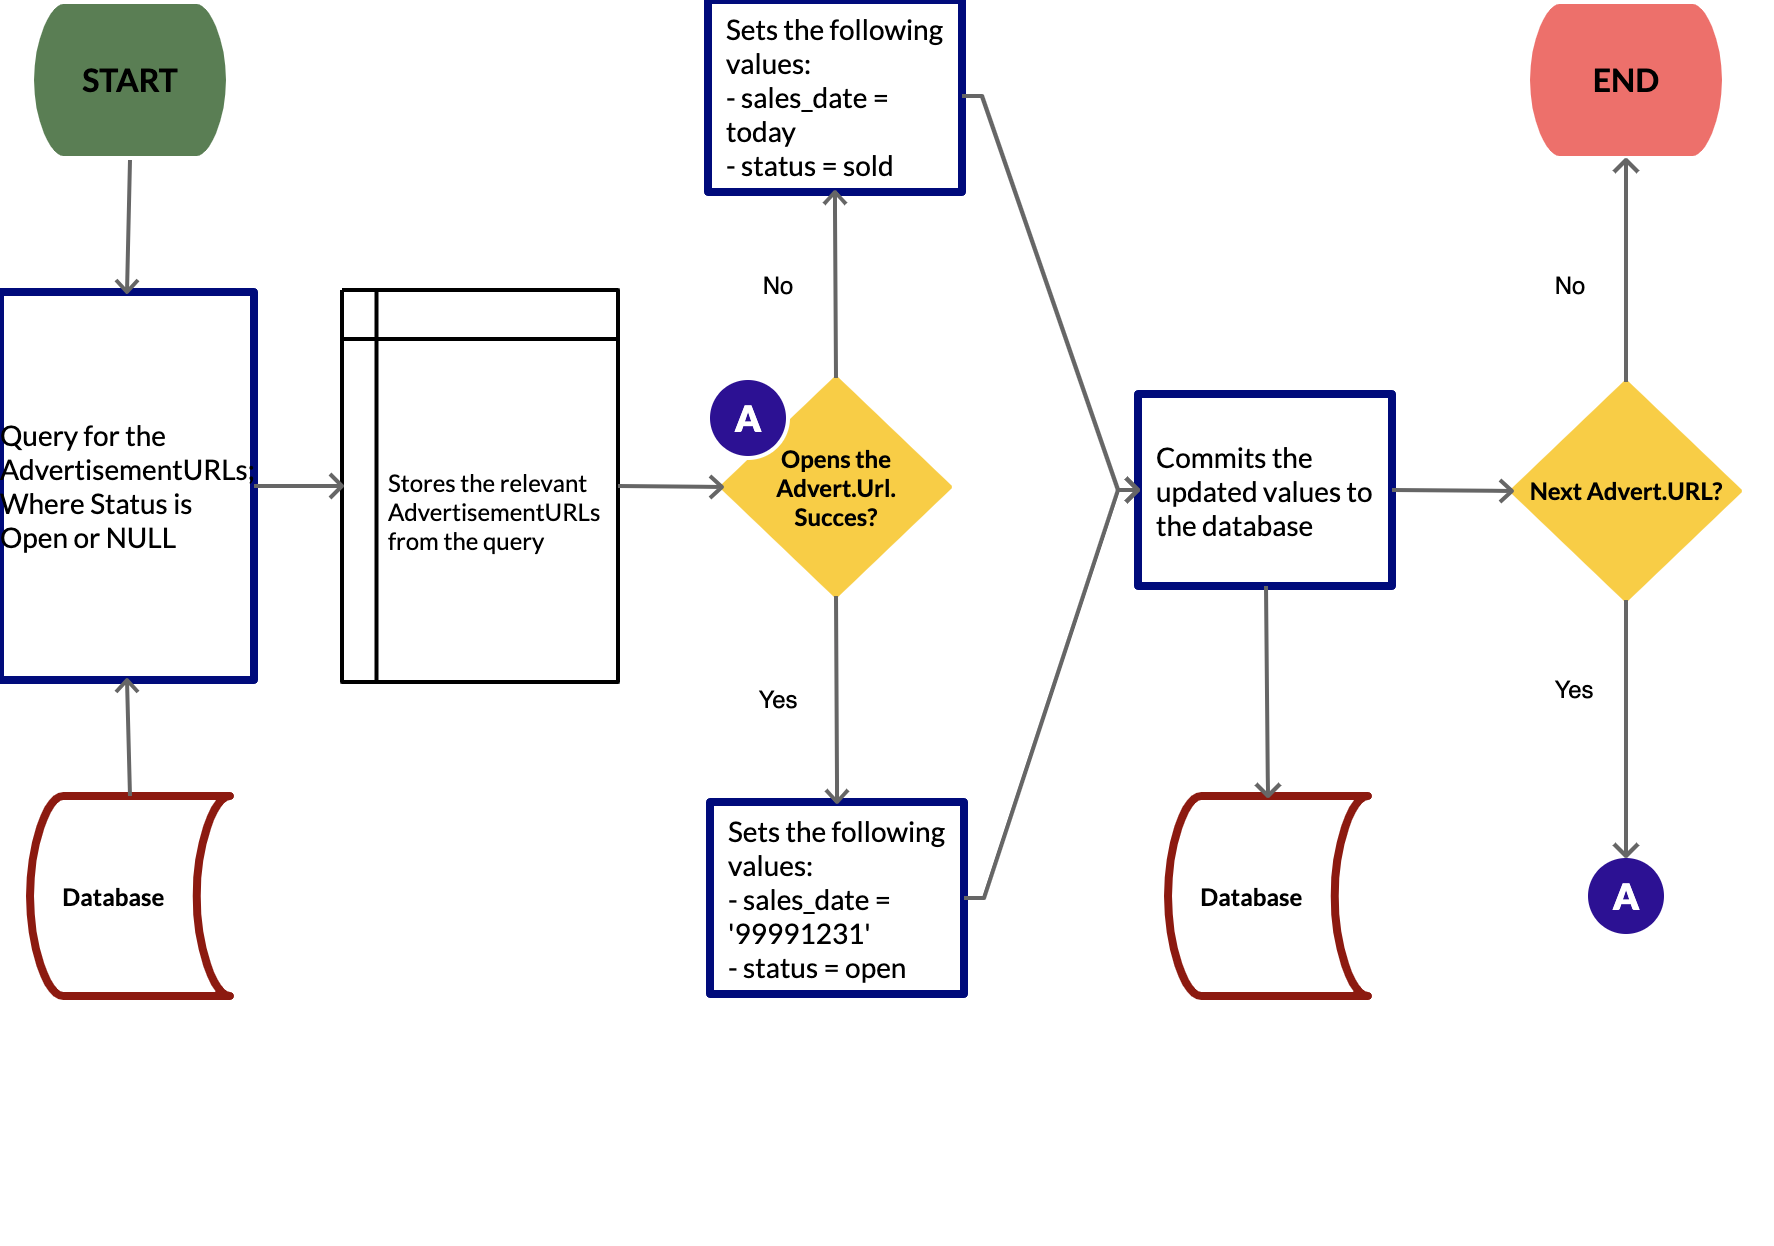 START
Query for the
AdvertisementURLs:
Where Status is
Open or NULL
Database
Stores the relevant
AdvertisementURLs
from the query
A
Opens the
Advert.Url.
Succes?
No
Sets the following
values:
- sales_date =
today
- status = sold
Yes
Sets the following
values:
- sales_date =
'99991231'
- status = open
Commits the
updated values to
the database
Database
Next Advert.URL?
No
END
Yes
A